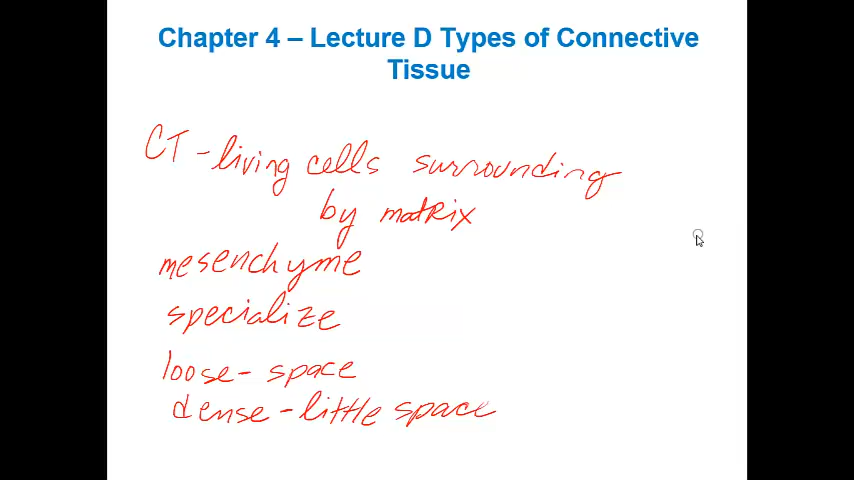 Chapter 4 – Lecture D Types of Connective
Tissue
CT - living cells surrounding
by matrix
mesenchyme
specialize
loose - space
dense - little space